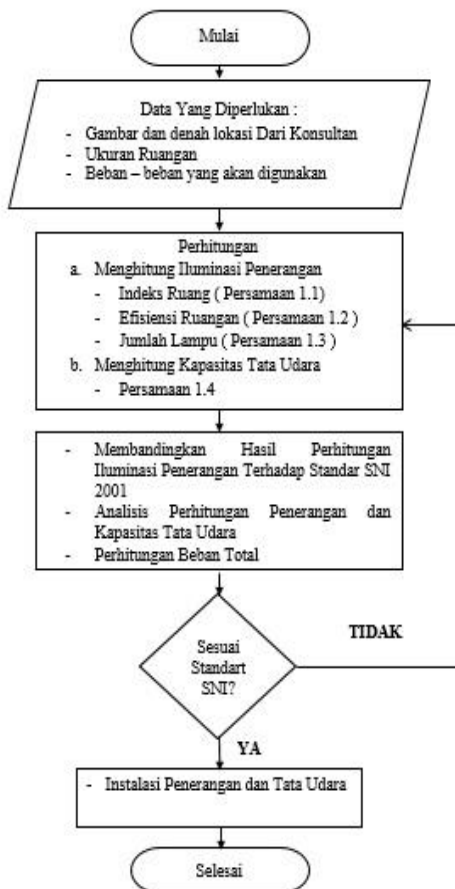 Mulai
Data Yang Diperlukan :
- Gambar dan denah lokasi Dari Konsultan
- Ukuran Ruangan
- Beban – beban yang akan digunakan
Perhitungan
a. Menghitung Iluminasi Penerangan
- Indeks Ruang ( Persamaan 1.1)
- Efisiensi Ruangan ( Persamaan 1.2 )
- Jumlah Lampu ( Persamaan 1.3 )
b. Menghitung Kapasitas Tata Udara
- Persamaan 1.4
- Membandingkan Hasil Perhitungan
Iluminasi Penerangan Terhadap Standar SNI
2001
- Analisis Perhitungan Penerangan dan
Kapasitas Tata Udara
- Perhitungan Beban Total
TIDAK
Sesuai
Standart
SNI?
YA
- Instalasi Penerangan dan Tata Udara
Selesai